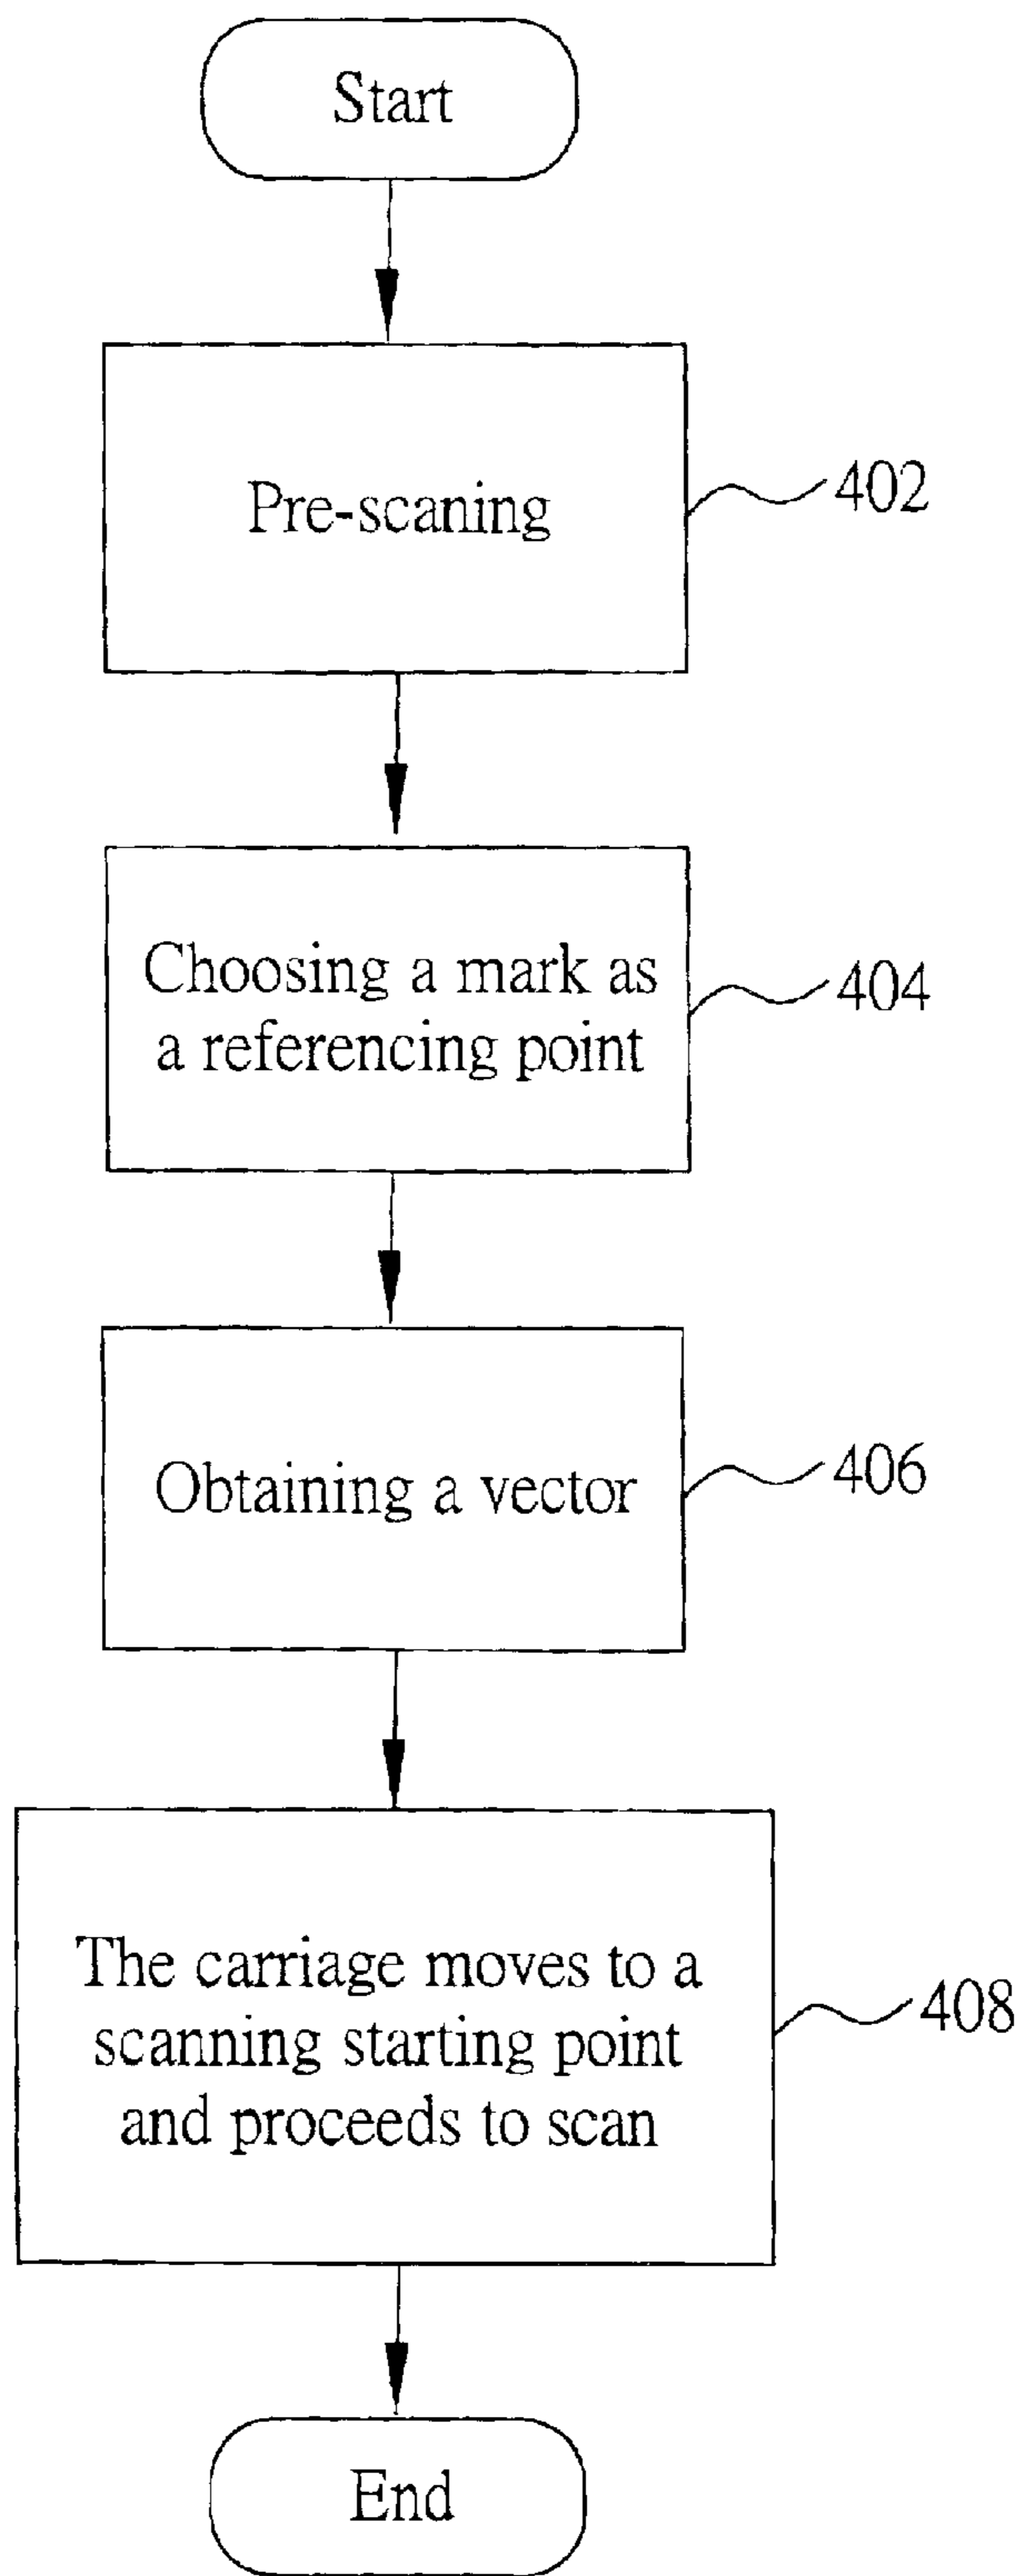 Start
Pre-scaning
402
Choosing a mark as
a referencing point
404
Obtaining a vector
406
The carriage moves to a
scanning starting point
and proceeds to scan
408
End